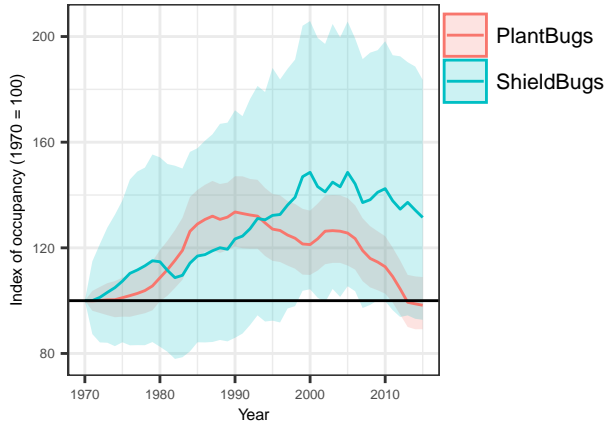 Index of occupancy (1970 = 100)
200
160
120
80
1970 1980 1990 2000 2010
Year
PlantBugs
ShieldBugs